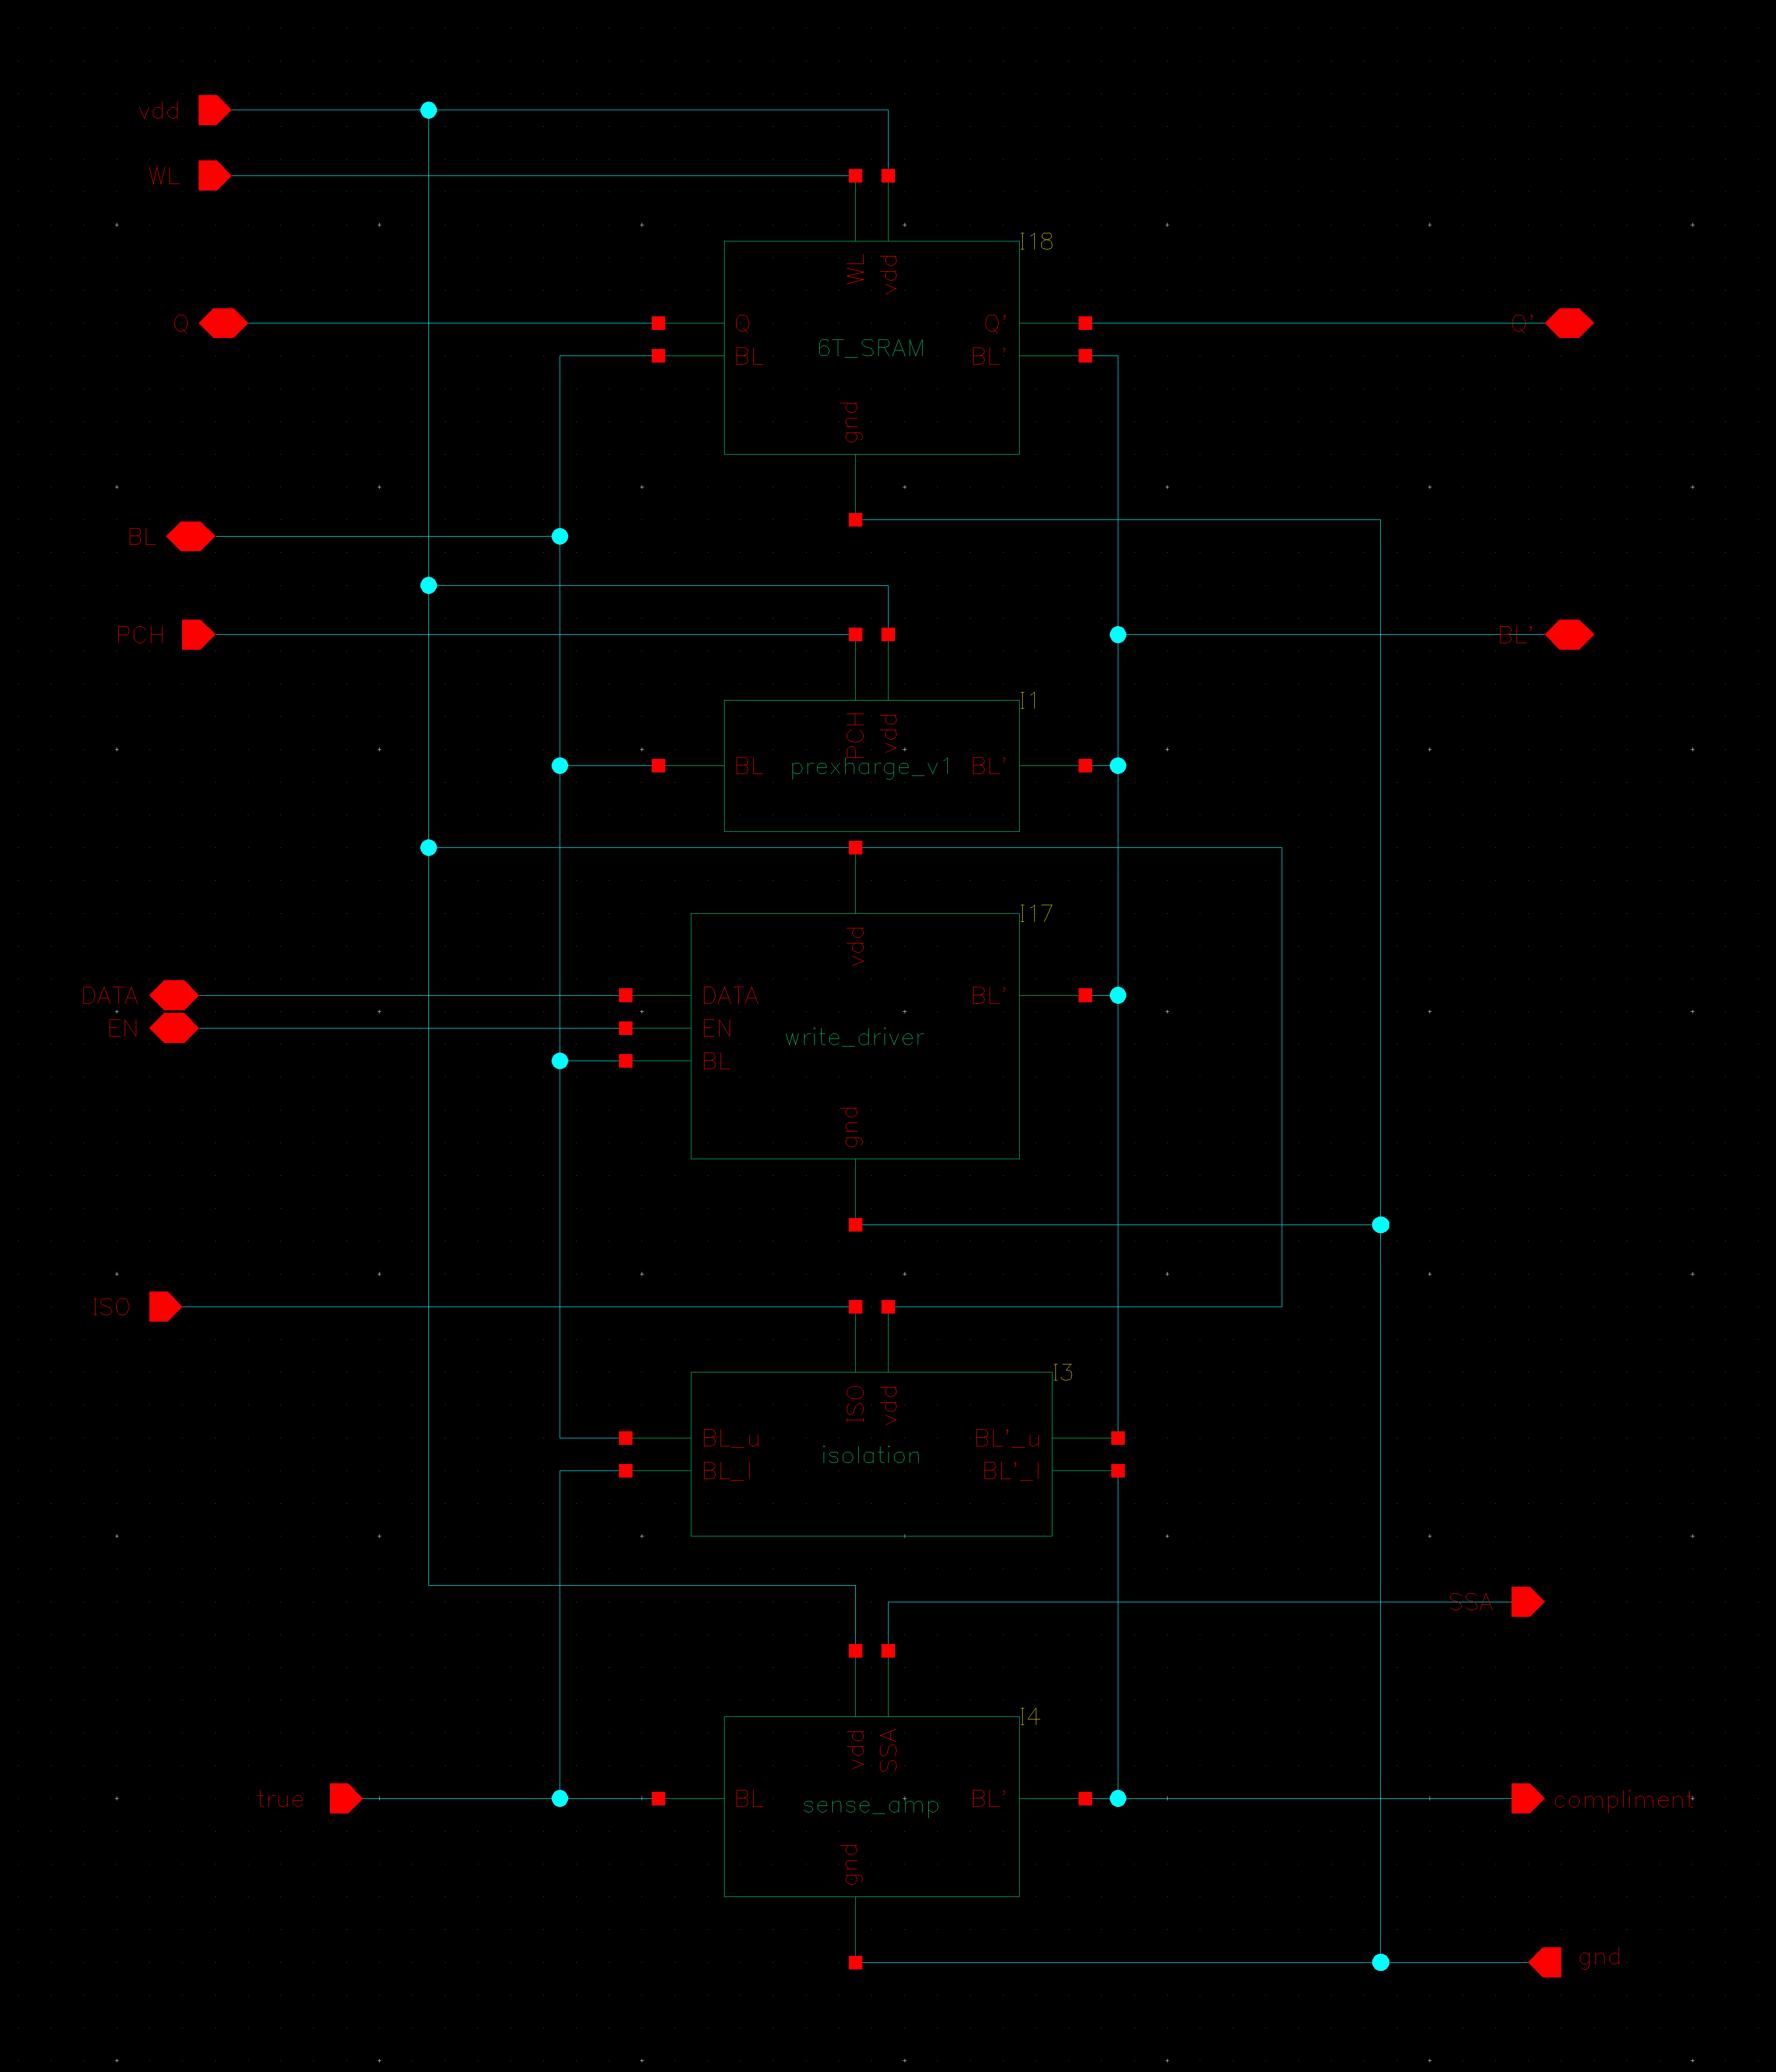 vdd
WL
I18
WL vdd
Q Q Q' Q'
6T_SRAM
BL BL'
gnd
BL
PCH BL'
I1
PCH vdd
BL prexharge_v1 BL'
I17
vdd
DATA DATA BL'
EN EN
write_driver
BL
gnd
ISO
I3
ISO vdd
BL_u BL'_u
isolation
BL_l BL'_l
SSA
I4
vdd SSA
true BL BL' compliment
sense_amp
gnd
gnd